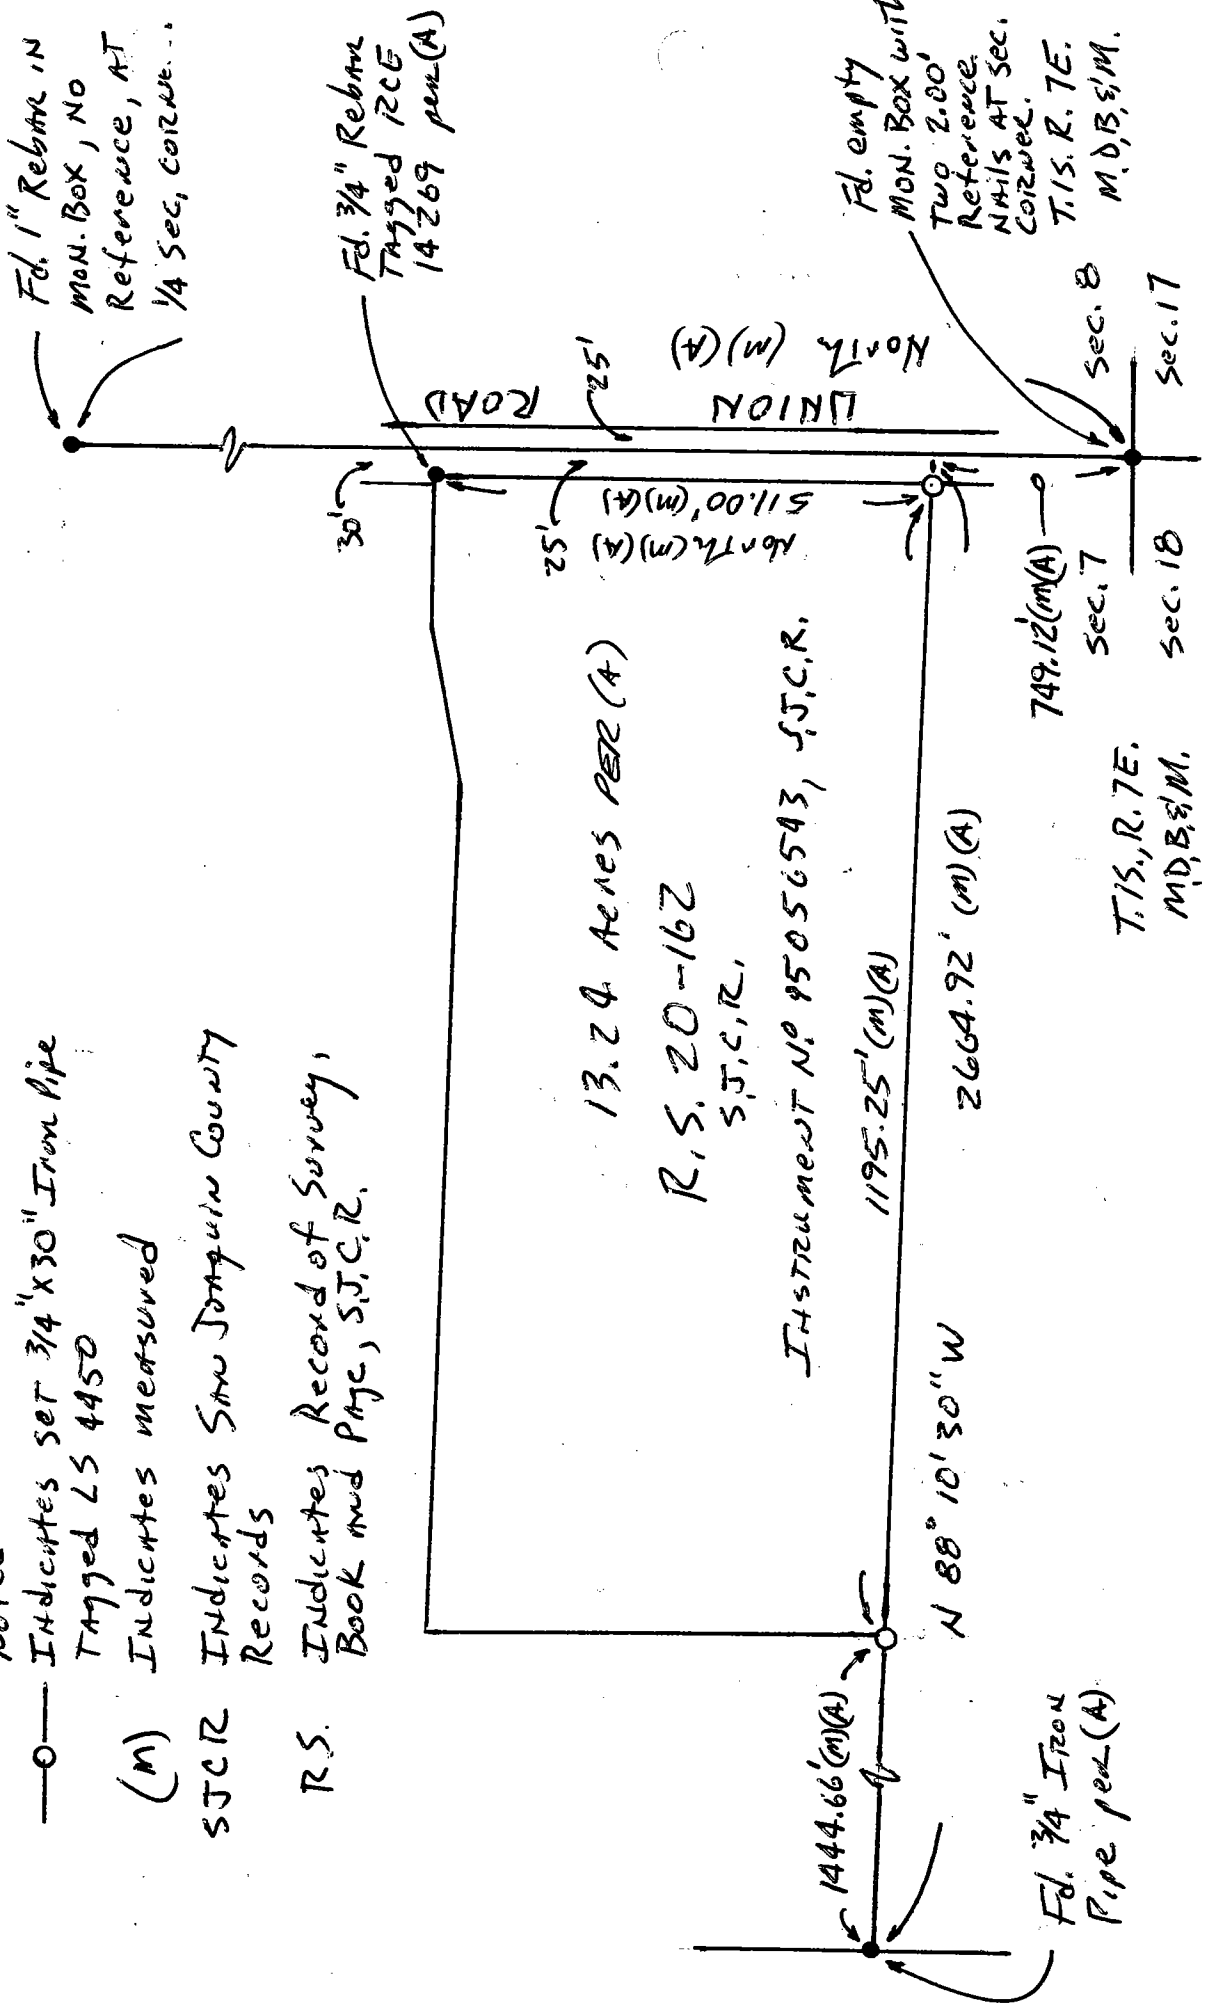 Indicates set 3/4" x 30" Iron Pipe
Tagged LS 4450
(M) Indicates measured
SJCR Indicates San Joaquin County
Records
R.S. Indicates Record of Survey,
Book and Page, S.J.C.R.
Fd. 1" Rebar in
Mon. Box, No
Reference, AT
1/4 Sec, corner...
Fd. 3/4" Rebar
Tagged RCE
14269 per (A)
30'
25'
25'
UNION ROAD
North (M)(A)
North (M)(A)
511.00' (M)(A)
13.24 Acres PER (A)
R.S. 20-162
S.J.C.R.
Instrument No 95056543, S.J.C.R.
1195.25' (M)(A)
2664.92' (M)(A)
N 88° 10' 30" W
1444.66' (M)(A)
Fd. 3/4" Iron
Pipe per (A)
749.12' (M)(A)
Fd. empty
Mon. Box with
Two 2.00'
Reference
Nails AT Sec.
Corner.
T.1S. R.7E.
M.D.B.&M.
Sec. 7
Sec. 8
Sec. 18
Sec. 17
T.1S., R.7E.
M.D.B.&M.